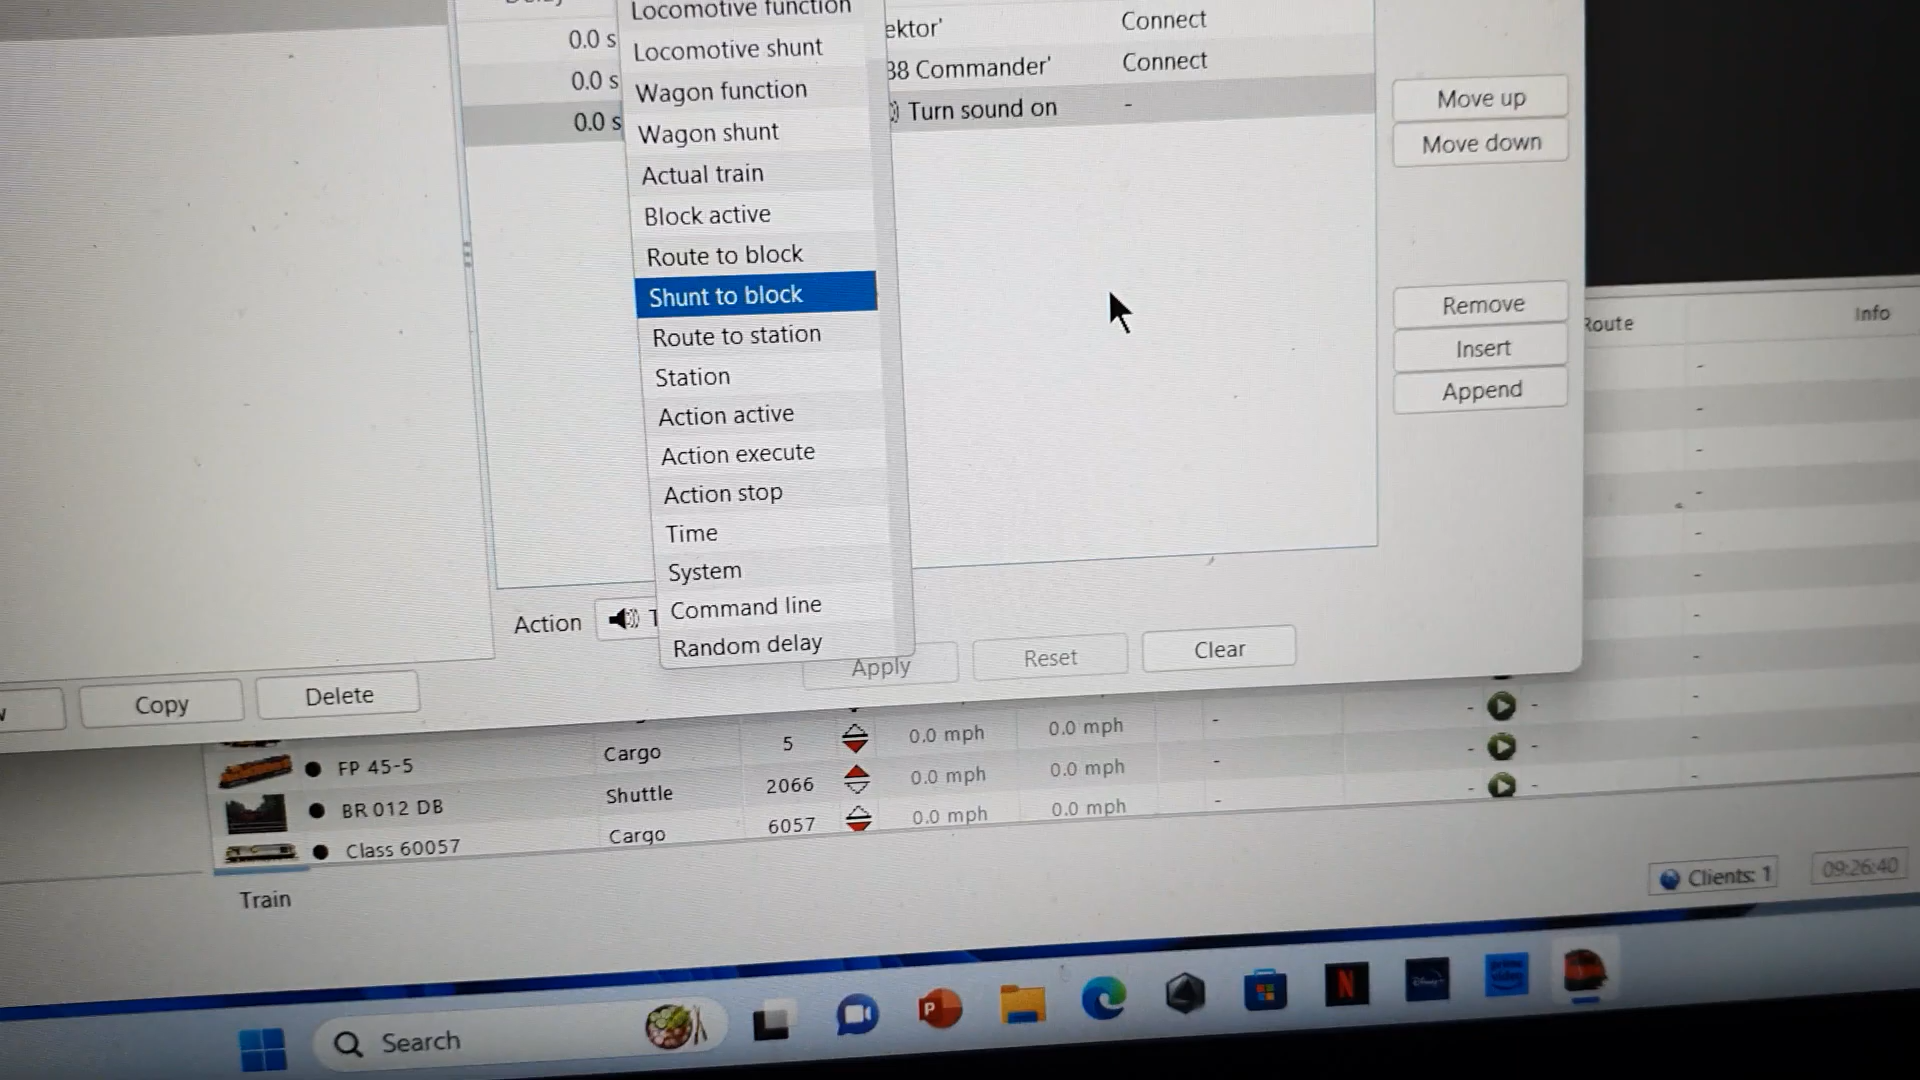 Locomotive function
0.0 s
ektor'
Connect
Locomotive shunt
0.0 s
38 Commander'
Connect
Wagon function
0.0 s
Turn sound on
-
Wagon shunt
Actual train
Block active
Route to block
Shunt to block
Route to station
Station
Action active
Action execute
Action stop
Time
System
Command line
Random delay
Move up
Move down
Remove
Insert
Append
Route
Info
Action
Apply
Reset
Clear
Copy
Delete
FP 45-5
Cargo
5
0.0 mph
0.0 mph
BR 012 DB
Shuttle
2066
0.0 mph
0.0 mph
Class 60057
Cargo
6057
0.0 mph
0.0 mph
Train
Clients: 1
09:26:40
Search
P
N
Disney+
prime video